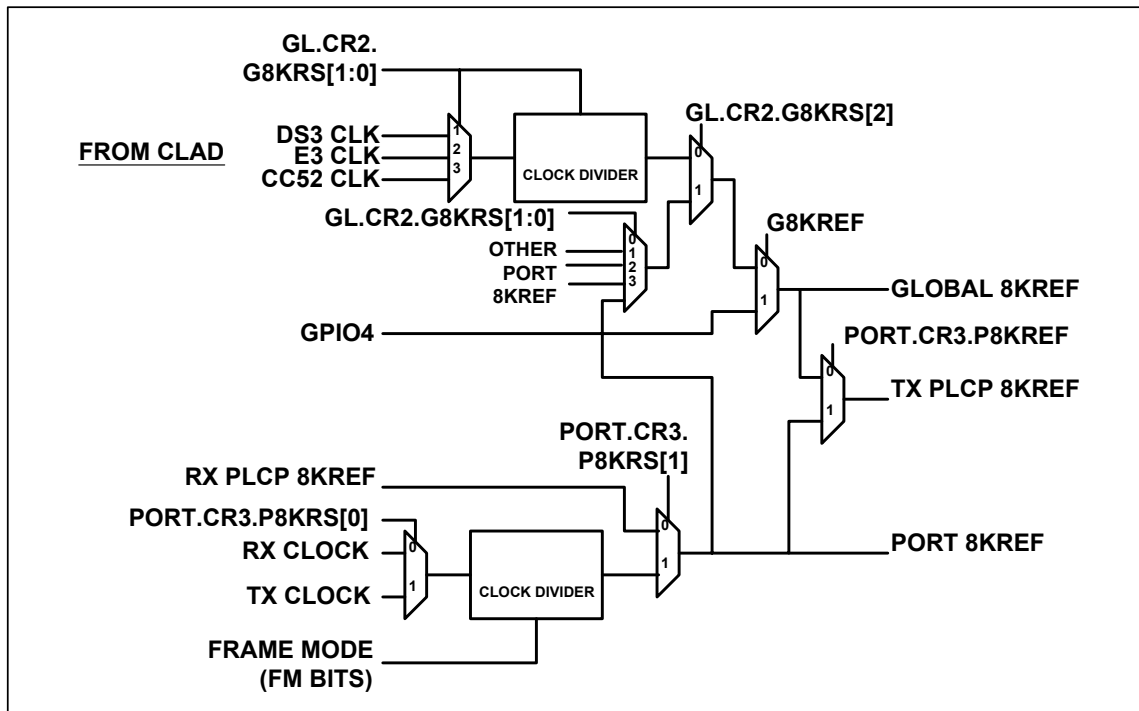 GL.CR2.
G8KRS[1:0]
DS3 CLK
E3 CLK
CC52 CLK
FROM CLAD
1
2
3
CLOCK DIVIDER
GL.CR2.G8KRS[2]
0
1
GL.CR2.G8KRS[1:0]
OTHER
PORT
8KREF
0
1
2
3
G8KREF
0
1
GLOBAL 8KREF
GPIO4
PORT.CR3.P8KREF
0
1
TX PLCP 8KREF
PORT.CR3.
P8KRS[1]
RX PLCP 8KREF
0
1
PORT.CR3.P8KRS[0]
RX CLOCK
TX CLOCK
0
1
CLOCK DIVIDER
PORT 8KREF
FRAME MODE
(FM BITS)